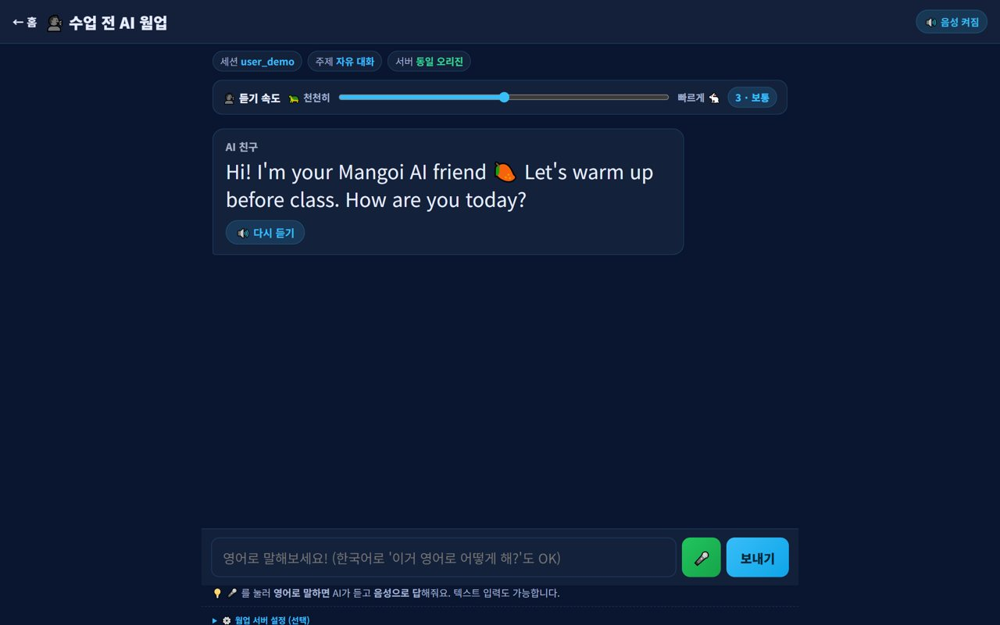 ← 홈 🗣 수업 전 AI 웜업
🔊 음성 켜짐
세션 user_demo 주제 자유 대화 서버 동일 오리진
🗣 듣기 속도 🐢 천천히 빠르게 🐇 3 · 보통
AI 친구
Hi! I'm your Mangoi AI friend 🥭 Let's warm up
before class. How are you today?
🔊 다시 듣기
영어로 말해보세요! (한국어로 '이거 영어로 어떻게 해?'도 OK)
🎤 보내기
💡 🎤 를 눌러 영어로 말하면 AI가 듣고 음성으로 답해줘요. 텍스트 입력도 가능합니다.
▶ ⚙ 웜업 서버 설정 (선택)